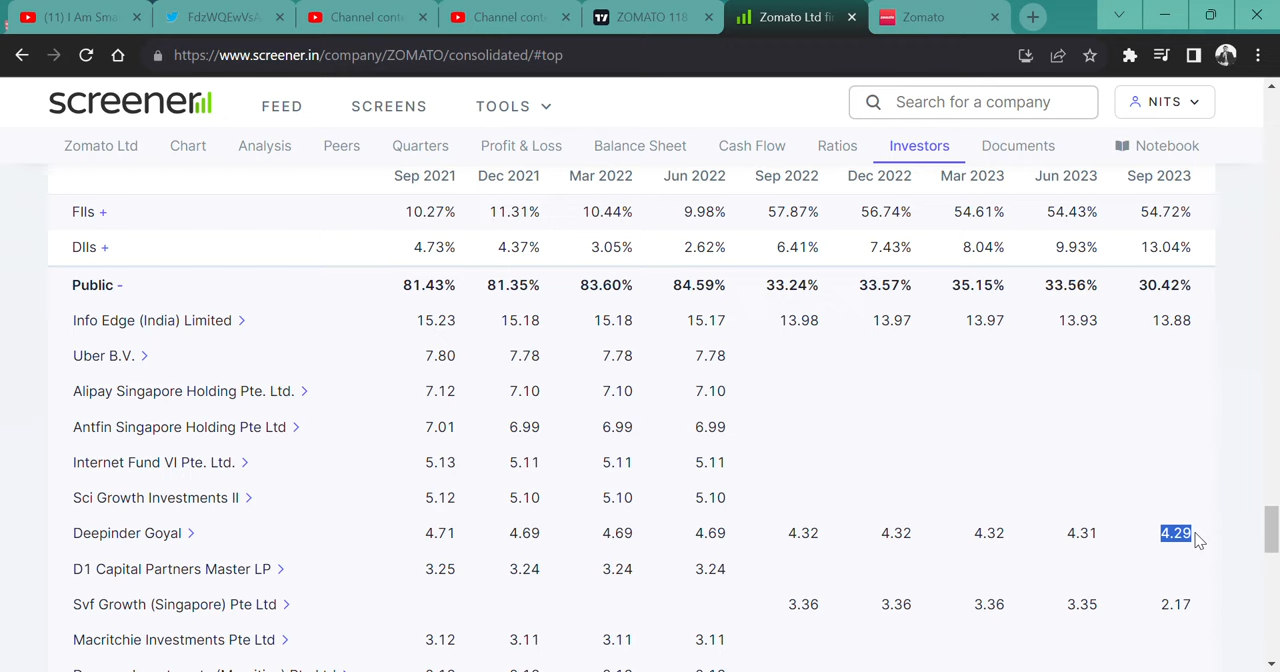 (11) I Am Sma
FdzWQEwVsA
Channel cont
Channel cont
ZOMATO 118
Zomato Ltd fin
Zomato
https://www.screener.in/company/ZOMATO/consolidated/#top
screener
FEED
SCREENS
TOOLS
Search for a company
NITS
Zomato Ltd Chart Analysis Peers Quarters Profit & Loss Balance Sheet Cash Flow Ratios Investors Documents Notebook
Sep 2021 Dec 2021 Mar 2022 Jun 2022 Sep 2022 Dec 2022 Mar 2023 Jun 2023 Sep 2023
FIIs + 10.27% 11.31% 10.44% 9.98% 57.87% 56.74% 54.61% 54.43% 54.72%
DIIs + 4.73% 4.37% 3.05% 2.62% 6.41% 7.43% 8.04% 9.93% 13.04%
Public - 81.43% 81.35% 83.60% 84.59% 33.24% 33.57% 35.15% 33.56% 30.42%
Info Edge (India) Limited 15.23 15.18 15.18 15.17 13.98 13.97 13.97 13.93 13.88
Uber B.V. 7.80 7.78 7.78 7.78
Alipay Singapore Holding Pte. Ltd. 7.12 7.10 7.10 7.10
Antfin Singapore Holding Pte Ltd 7.01 6.99 6.99 6.99
Internet Fund VI Pte. Ltd. 5.13 5.11 5.11 5.11
Sci Growth Investments II 5.12 5.10 5.10 5.10
Deepinder Goyal 4.71 4.69 4.69 4.69 4.32 4.32 4.32 4.31 4.29
D1 Capital Partners Master LP 3.25 3.24 3.24 3.24
Svf Growth (Singapore) Pte Ltd 3.36 3.36 3.36 3.35 2.17
Macritchie Investments Pte Ltd 3.12 3.11 3.11 3.11